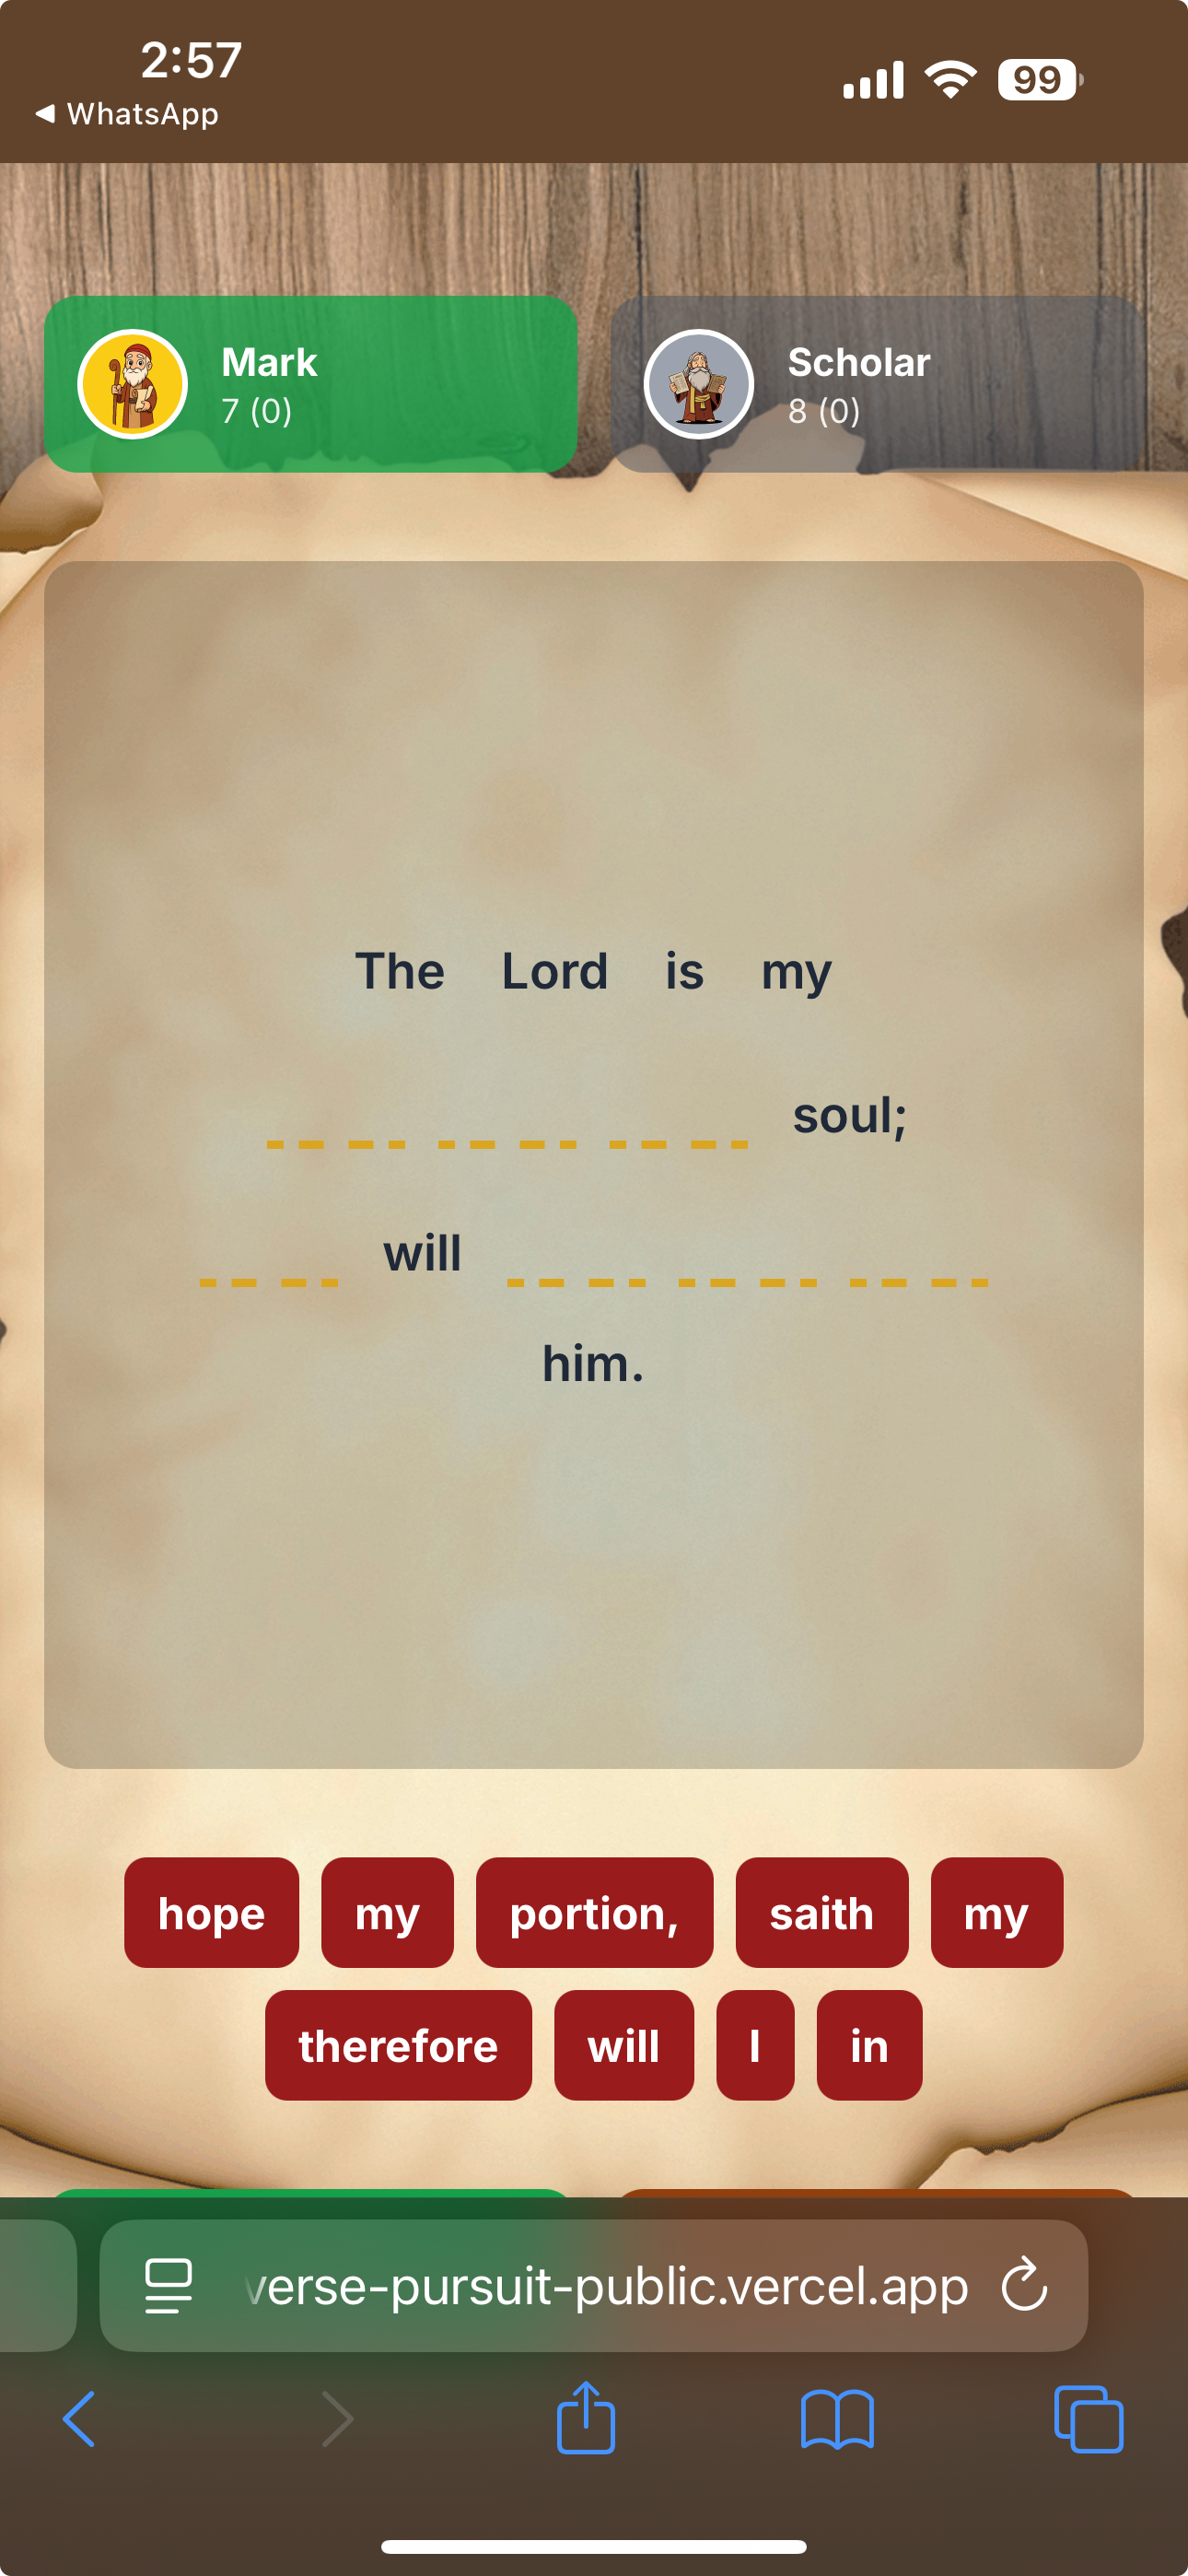 2:57
99
◀ WhatsApp
Mark
7 (0)
Scholar
8 (0)
The Lord is my
soul;
will
him.
hope my portion, saith my
therefore will I in
verse-pursuit-public.vercel.app